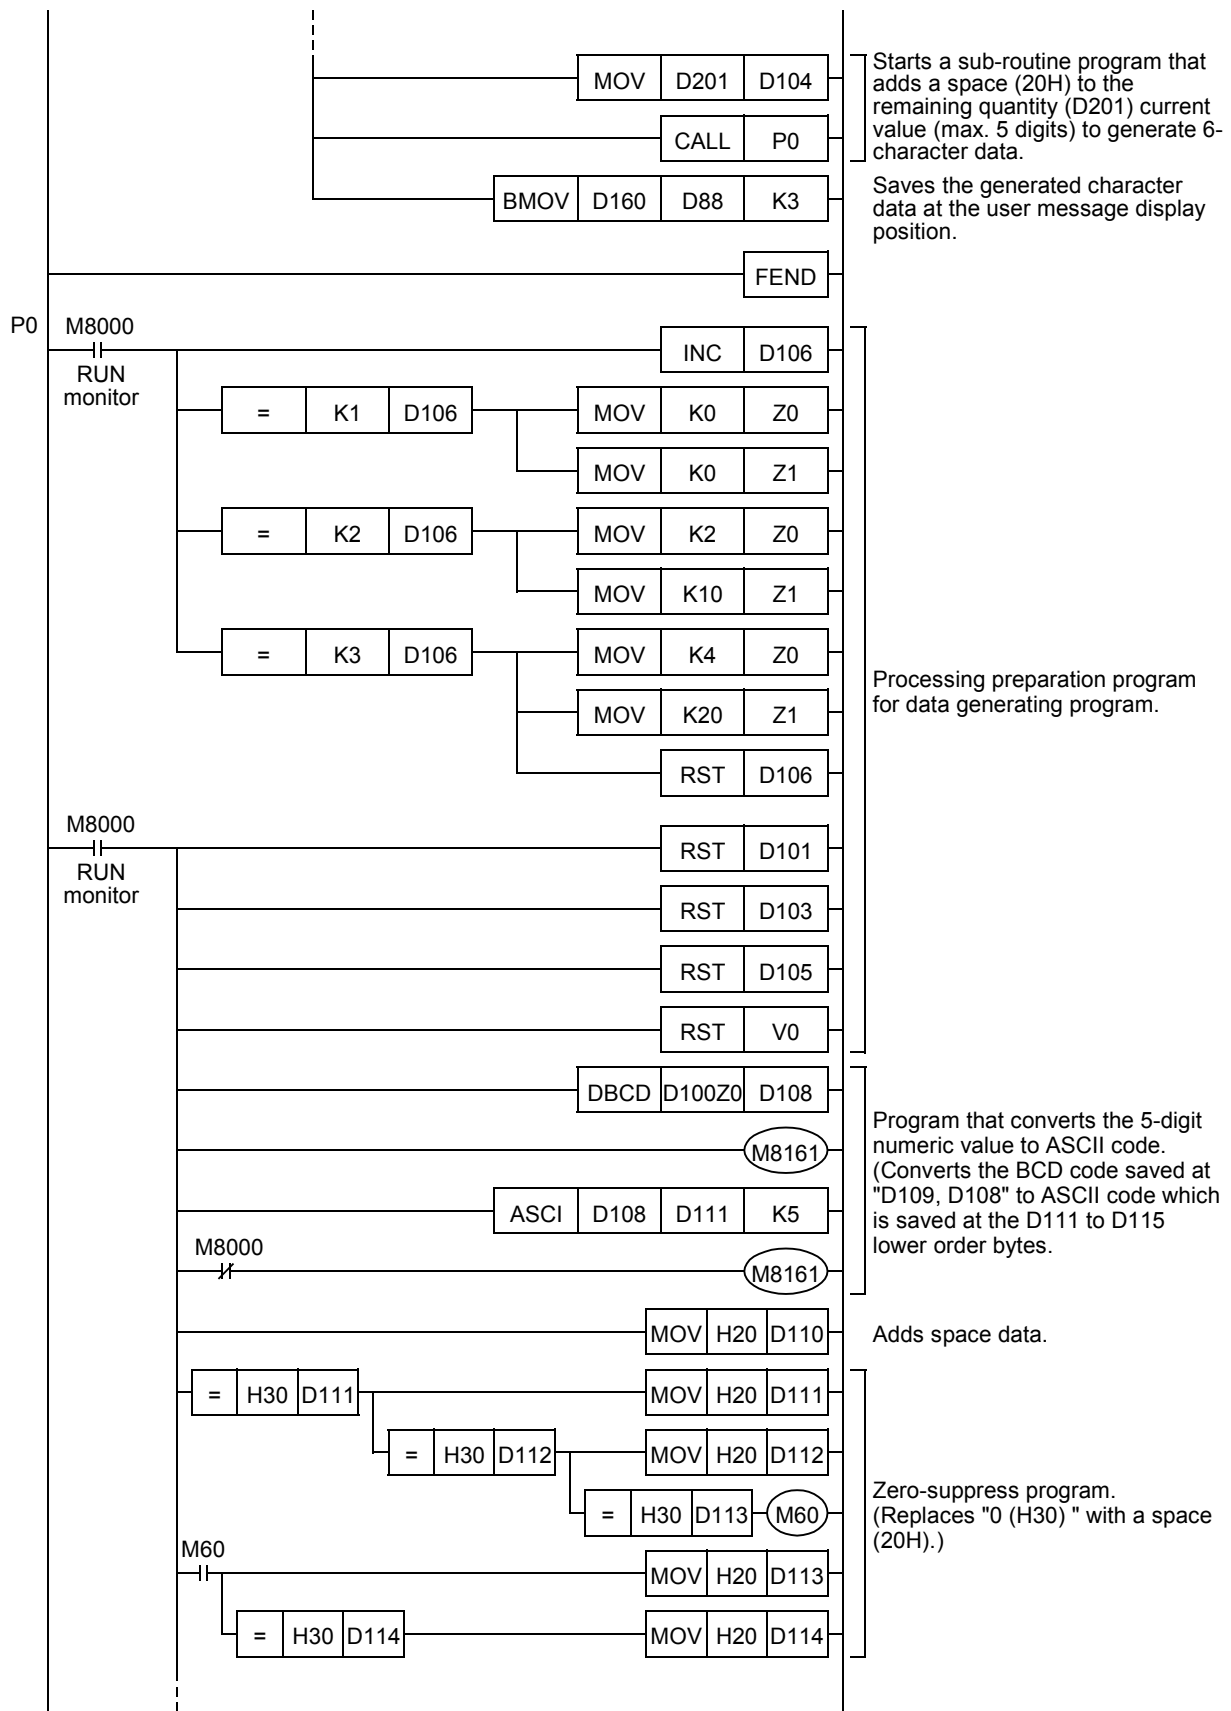 MOV D201 D104
Starts a sub-routine program that
adds a space (20H) to the
remaining quantity (D201) current
value (max. 5 digits) to generate 6-
character data.
CALL P0
BMOV D160 D88 K3
Saves the generated character
data at the user message display
position.
FEND
P0
M8000
RUN
monitor
INC D106
= K1 D106 MOV K0 Z0
MOV K0 Z1
= K2 D106 MOV K2 Z0
MOV K10 Z1
= K3 D106 MOV K4 Z0
MOV K20 Z1
RST D106
Processing preparation program
for data generating program.
M8000
RUN
monitor
RST D101
RST D103
RST D105
RST V0
DBCD D100Z0 D108
M8161
ASCI D108 D111 K5
M8000
M8161
Program that converts the 5-digit
numeric value to ASCII code.
(Converts the BCD code saved at
"D109, D108" to ASCII code which
is saved at the D111 to D115
lower order bytes.
MOV H20 D110
Adds space data.
= H30 D111 MOV H20 D111
= H30 D112 MOV H20 D112
= H30 D113 M60
Zero-suppress program.
(Replaces "0 (H30) " with a space
(20H).)
M60
MOV H20 D113
= H30 D114 MOV H20 D114